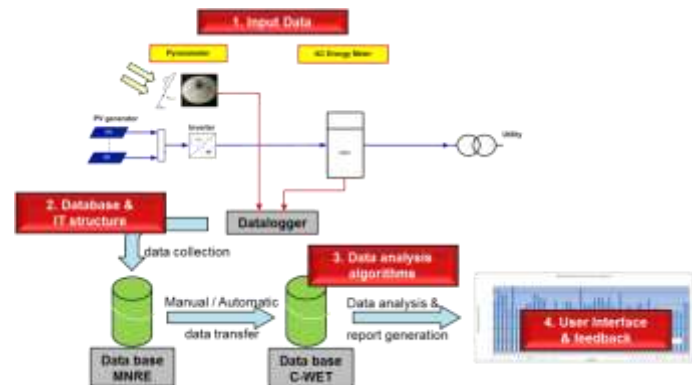 1. Input Data
Pyranometer
AC Energy Meter
PV generator
Inverter
Utility
2. Database &
IT structure
Datalogger
data collection
3. Data analysis
algorithms
Manual / Automatic
data transfer
Data analysis &
report generation
4. User Interface
& feedback
Data base
MNRE
Data base
C-WET